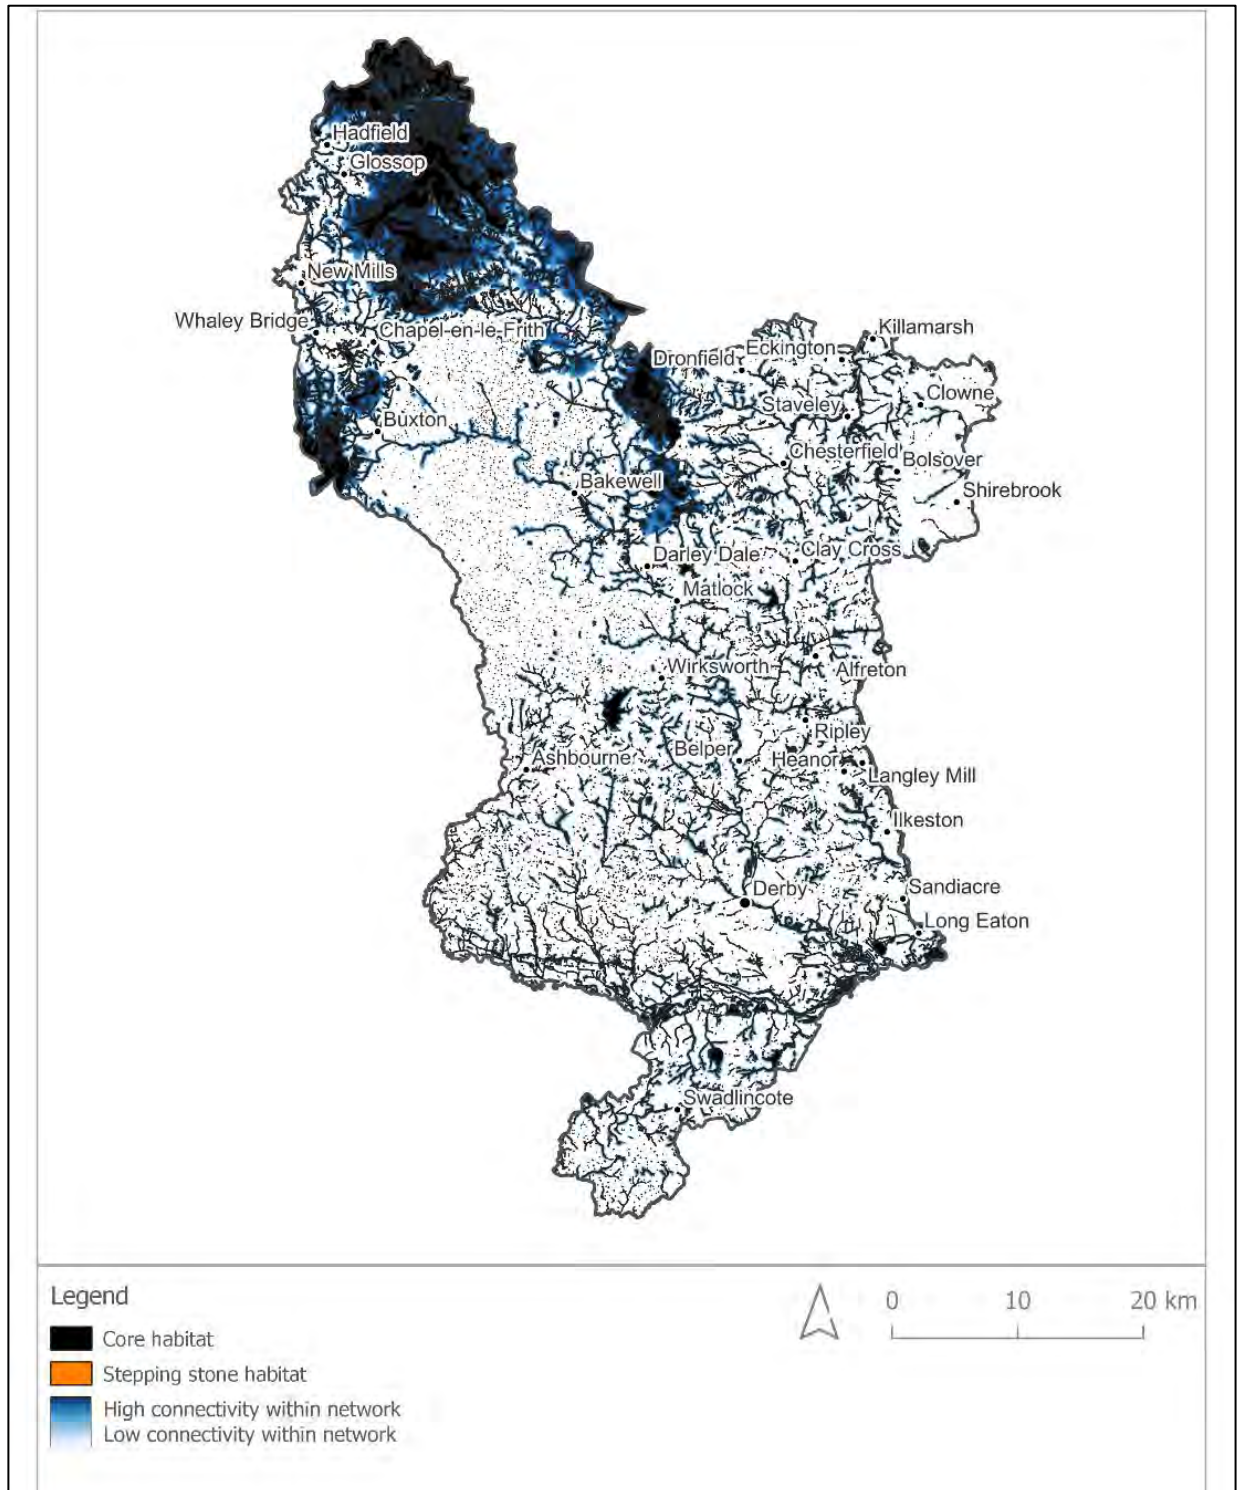 Hadfield
Glossop
New Mills
Whaley Bridge
Chapel-en-le-Frith
Killamarsh
Eckington
Dronfield
Clowne
Staveley
Buxton
Chesterfield
Bolsover
Bakewell
Shirebrook
Darley Dale
Clay Cross
Matlock
Wirksworth
Alfreton
Ripley
Belper
Ashbourne
Heanor
Langley Mill
Ilkeston
Derby
Sandiacre
Long Eaton
Swadlincote
Legend
0 10 20 km
Core habitat
Stepping stone habitat
High connectivity within network
Low connectivity within network